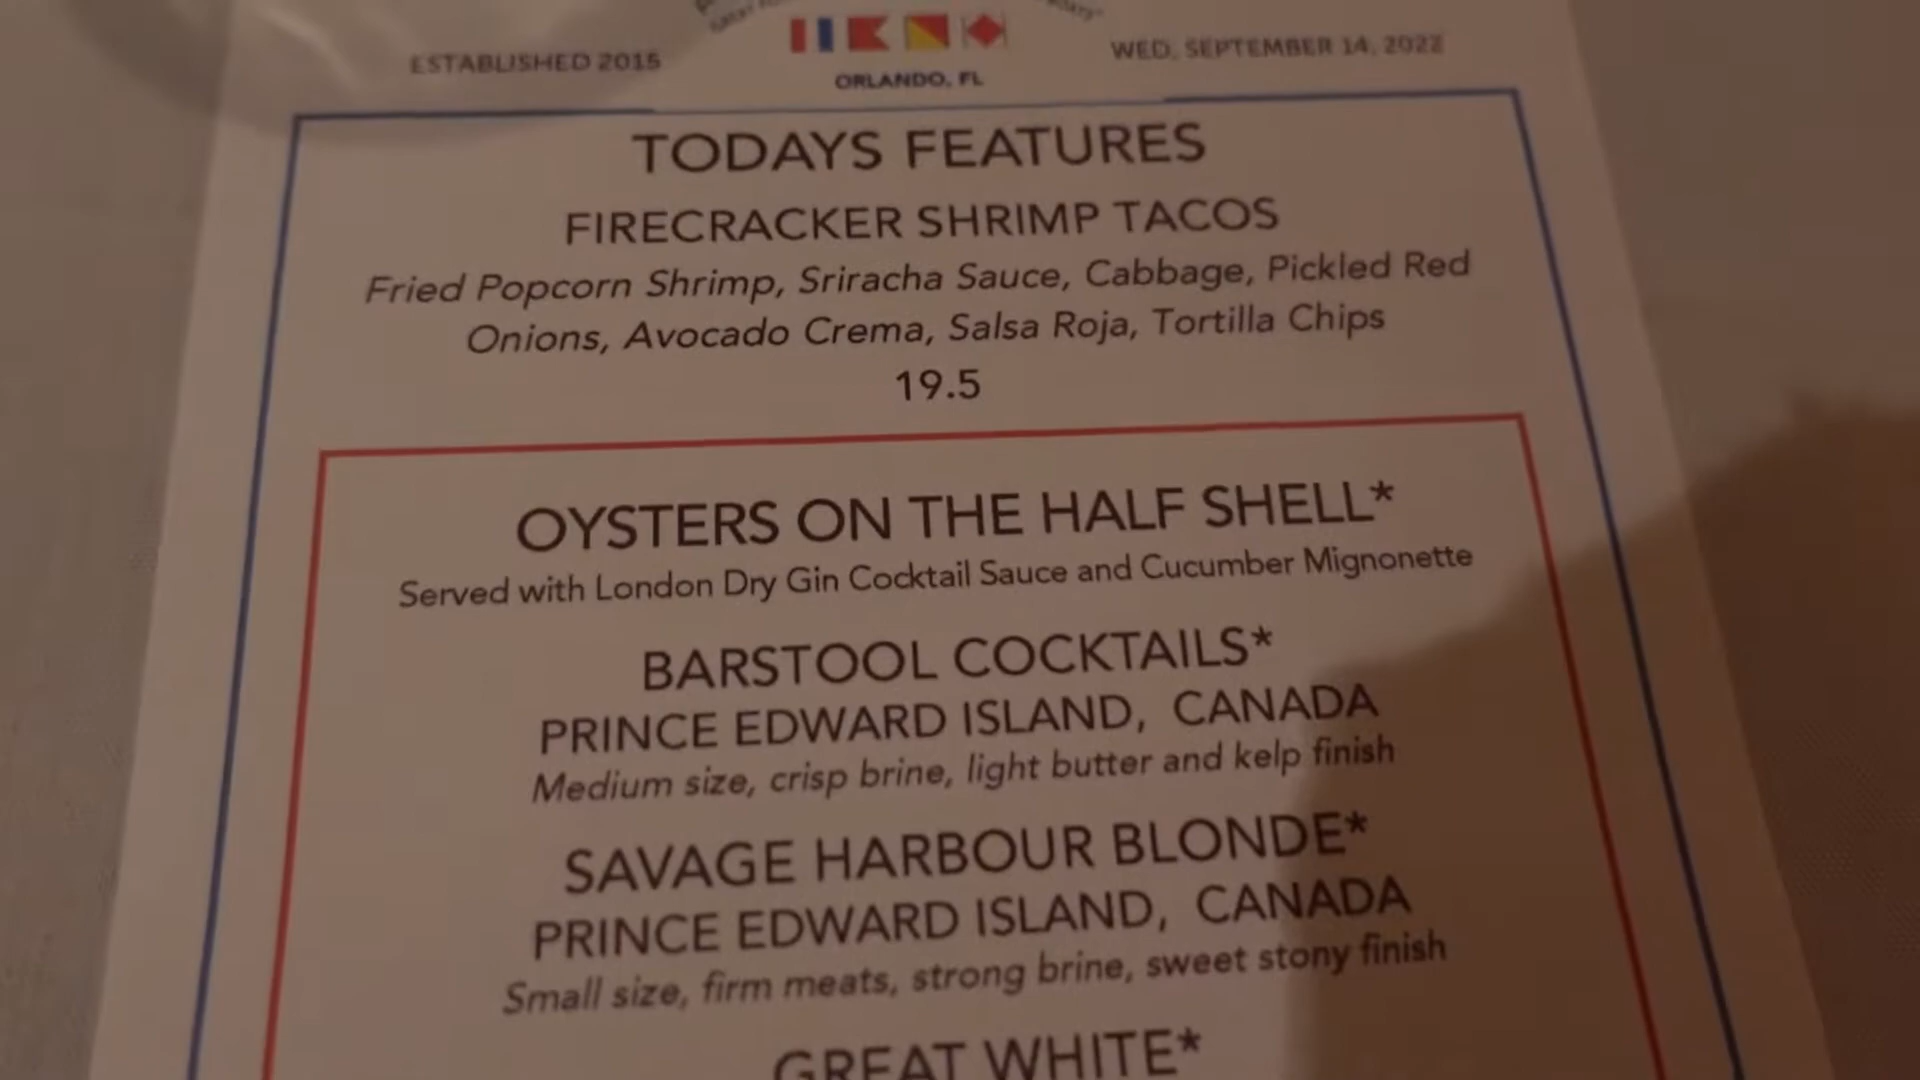 ESTABLISHED 2015
ORLANDO, FL
WED, SEPTEMBER 14, 2022
TODAYS FEATURES
FIRECRACKER SHRIMP TACOS
Fried Popcorn Shrimp, Sriracha Sauce, Cabbage, Pickled Red
Onions, Avocado Crema, Salsa Roja, Tortilla Chips
19.5
OYSTERS ON THE HALF SHELL*
Served with London Dry Gin Cocktail Sauce and Cucumber Mignonette
BARSTOOL COCKTAILS*
PRINCE EDWARD ISLAND, CANADA
Medium size, crisp brine, light butter and kelp finish
SAVAGE HARBOUR BLONDE*
PRINCE EDWARD ISLAND, CANADA
Small size, firm meats, strong brine, sweet stony finish
GREAT WHITE*